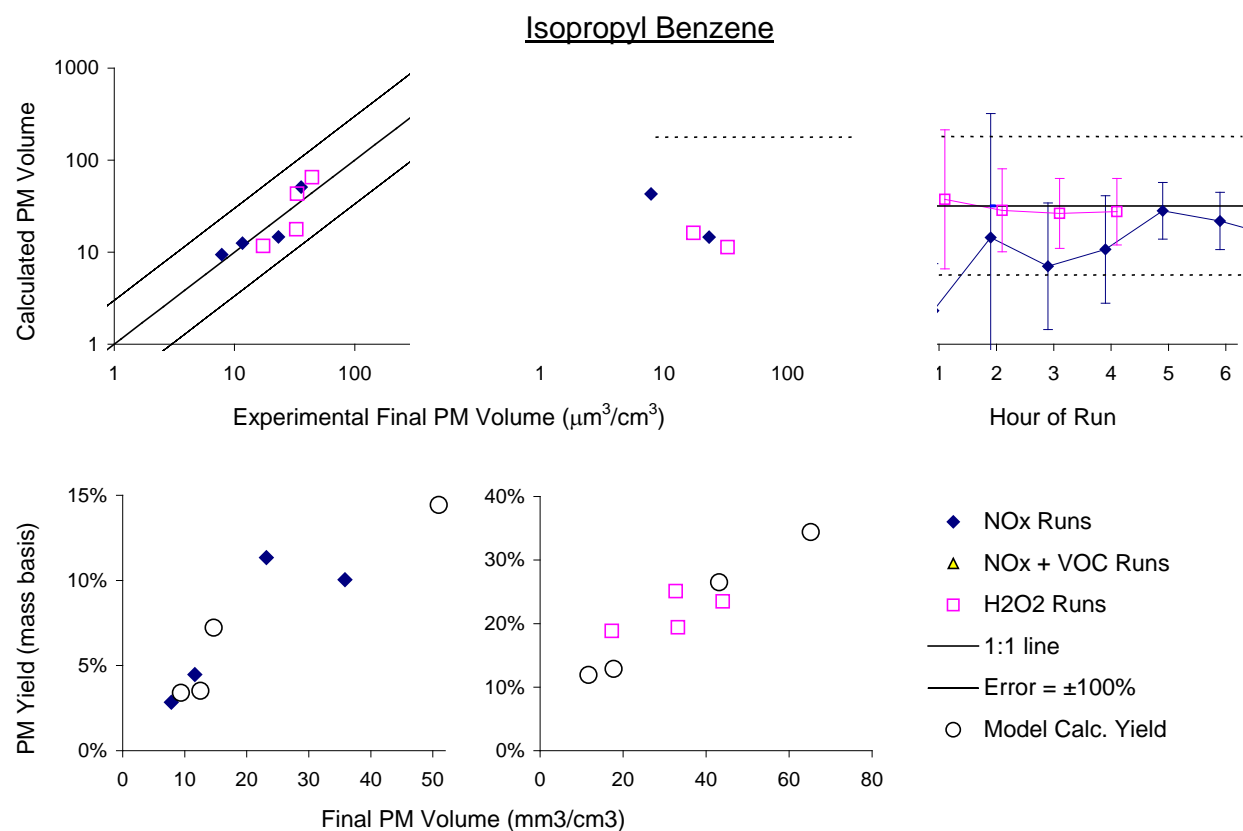 Isopropyl Benzene
Calculated PM Volume
1000
100
10
1
1 10 100
1 10 100
1 2 3 4 5 6
Experimental Final PM Volume (μm³/cm³)
Hour of Run
PM Yield (mass basis)
15%
10%
5%
0%
0 10 20 30 40 50
40%
30%
20%
10%
0%
0 20 40 60 80
Final PM Volume (mm3/cm3)
NOx Runs
NOx + VOC Runs
H2O2 Runs
1:1 line
Error = ±100%
Model Calc. Yield